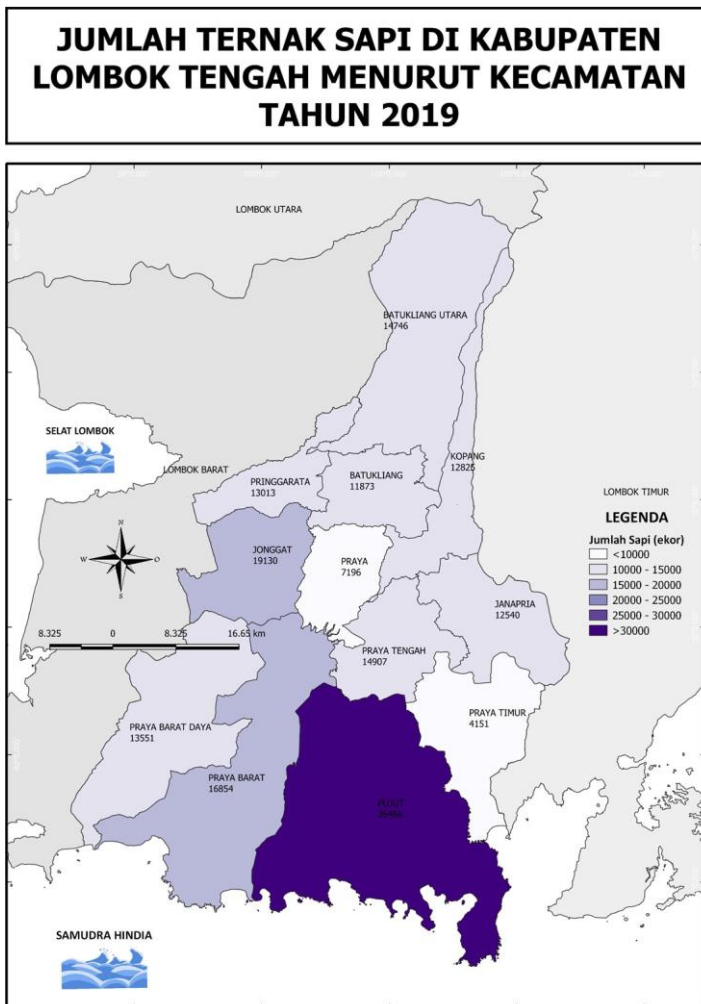 JUMLAH TERNAK SAPI DI KABUPATEN
LOMBOK TENGAH MENURUT KECAMATAN
TAHUN 2019
LOMBOK UTARA
BATUKLIANG UTARA
14746
SELAT LOMBOK
LOMBOK BARAT
KOPANG
12825
PRINGGARATA
13013
BATUKLIANG
11873
LOMBOK TIMUR
LEGENDA
Jumlah Sapi (ekor)
<10000
10000 - 15000
15000 - 20000
20000 - 25000
25000 - 30000
>30000
N
W
O
S
JONGGAT
19130
PRAYA
7196
JANAPRIA
12540
8.325 0 8.325 16.65 km
PRAYA TENGAH
14907
PRAYA BARAT DAYA
13551
PRAYA TIMUR
4151
PRAYA BARAT
16854
PUJUT
SAMUDRA HINDIA